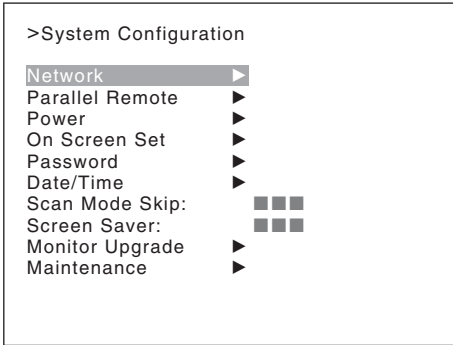 >System Configuration
Network ▶
Parallel Remote ▶
Power ▶
On Screen Set ▶
Password ▶
Date/Time ▶
Scan Mode Skip: ■■■
Screen Saver: ■■■
Monitor Upgrade ▶
Maintenance ▶